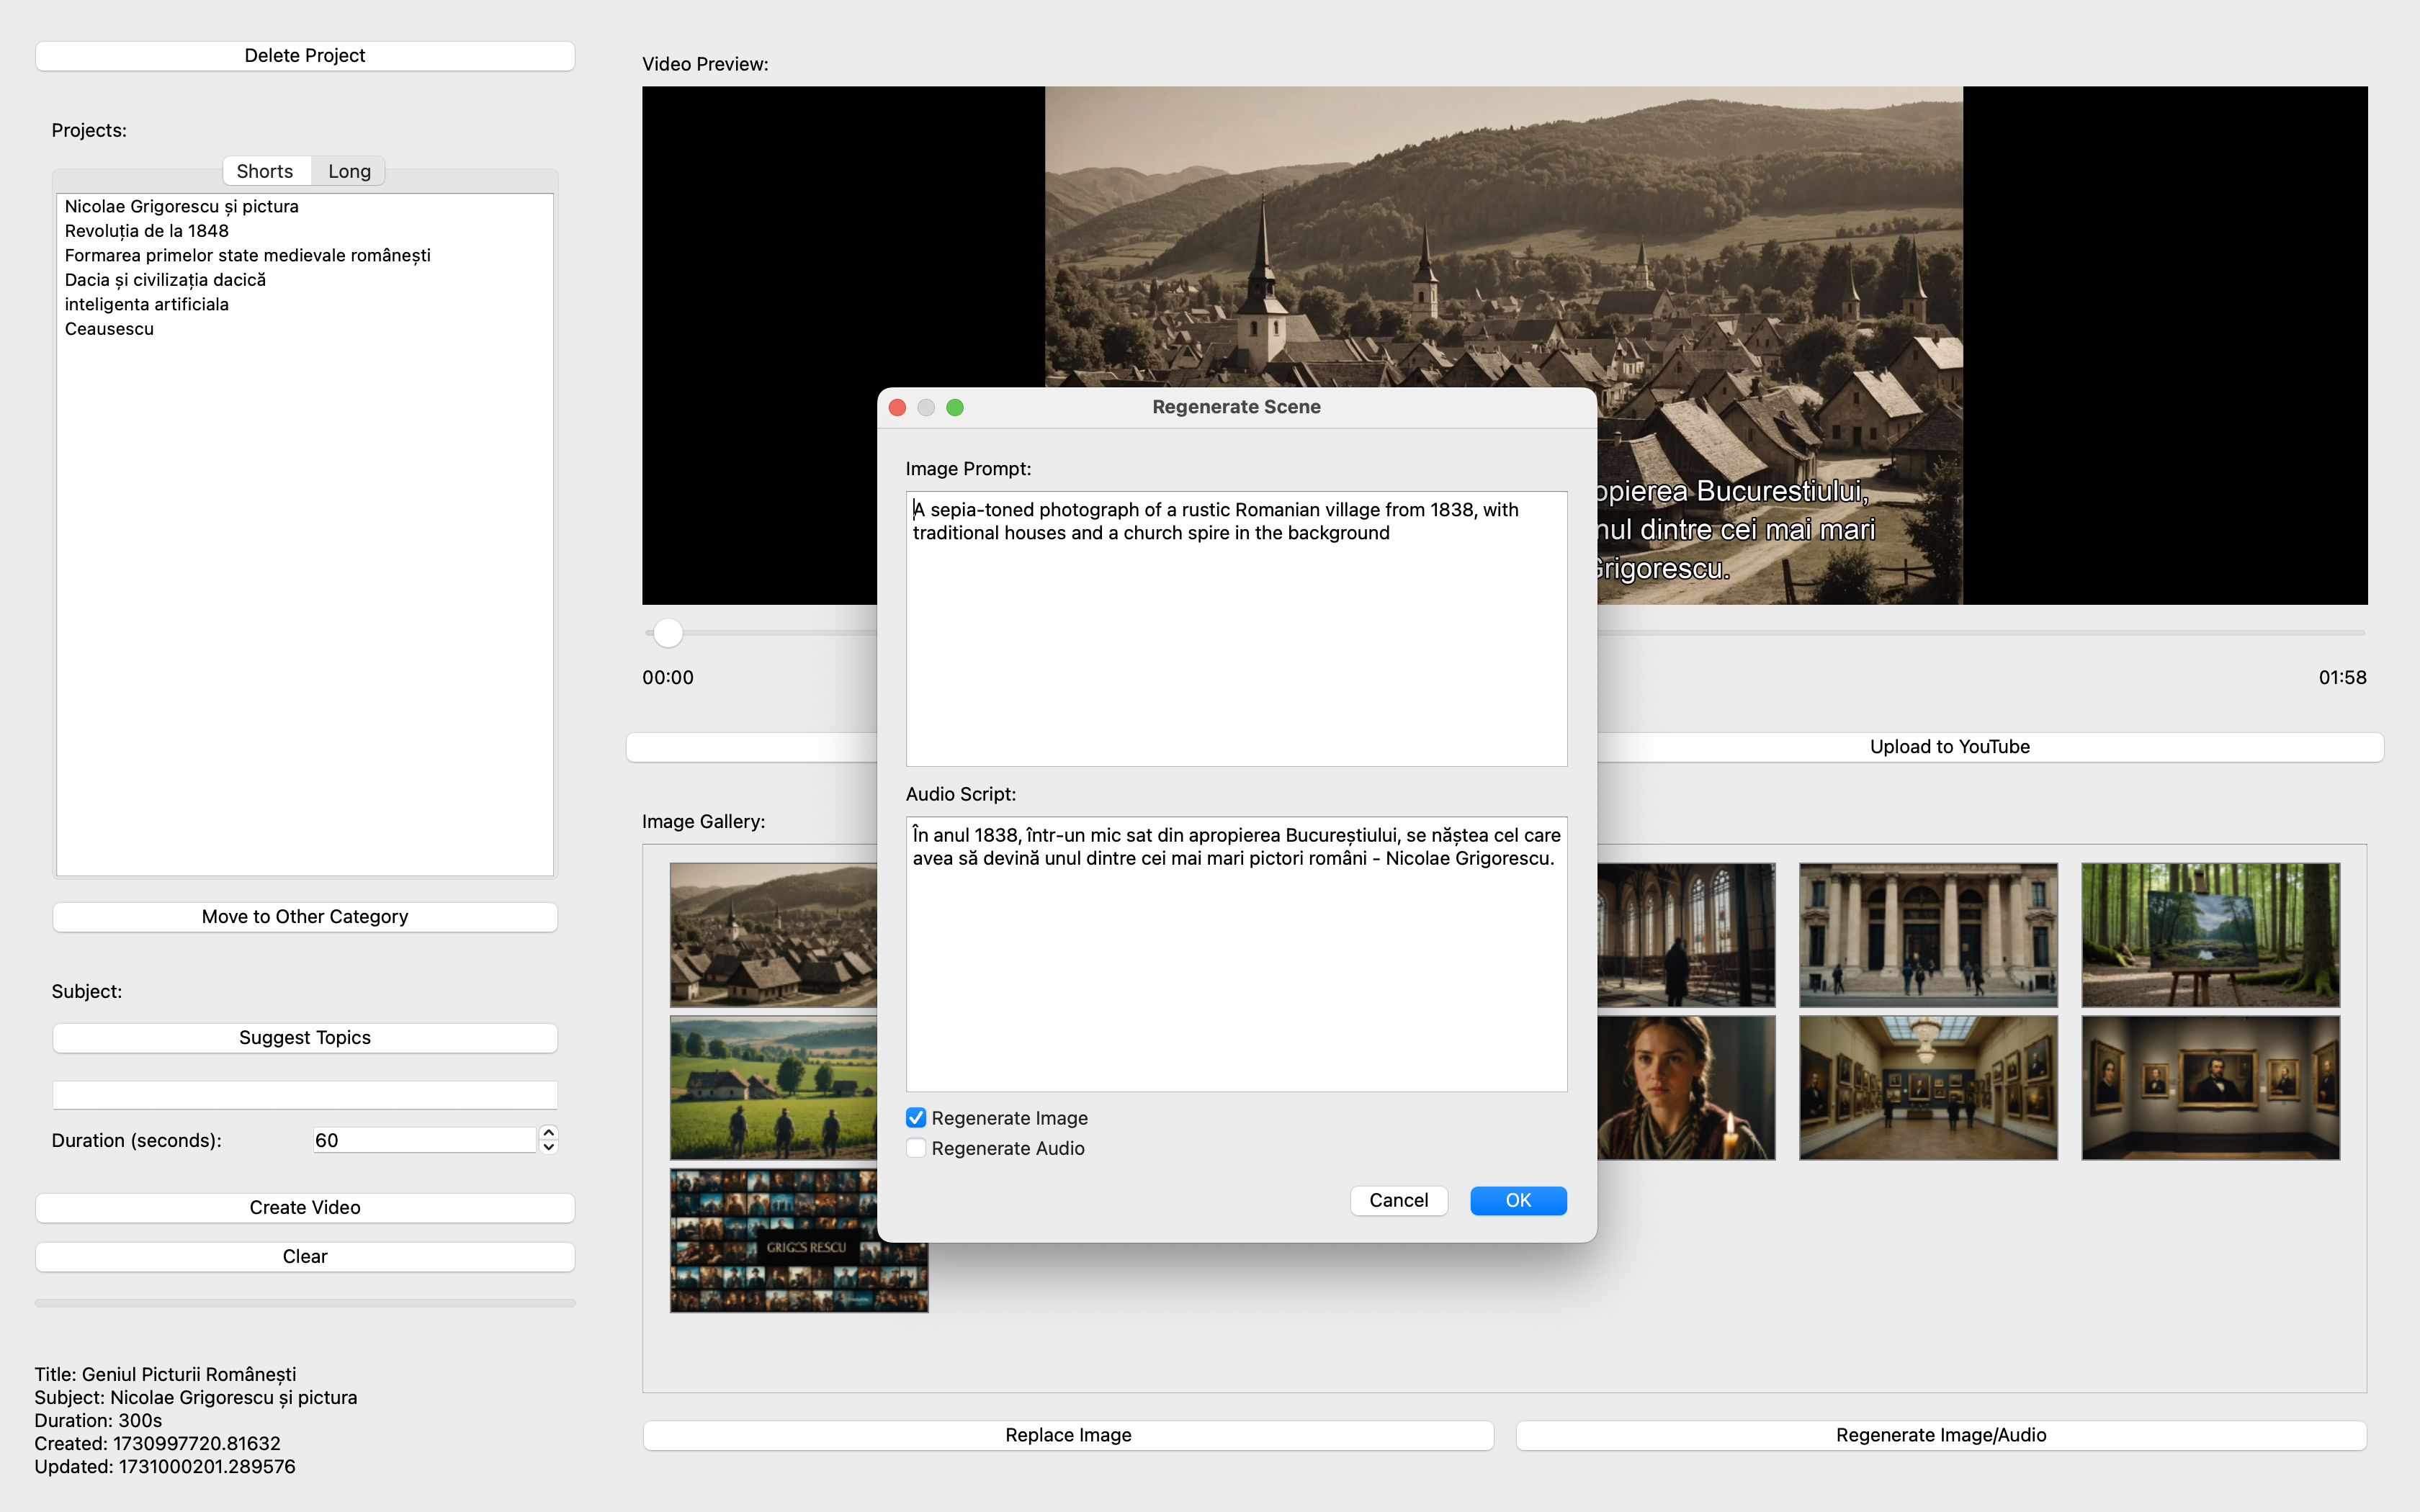 Delete Project
Projects:
Shorts Long
Nicolae Grigorescu și pictura
Revoluția de la 1848
Formarea primelor state medievale românești
Dacia și civilizația dacică
inteligenta artificiala
Ceausescu
Move to Other Category
Subject:
Suggest Topics
Duration (seconds): 60
Create Video
Clear
Title: Geniul Picturii Românești
Subject: Nicolae Grigorescu și pictura
Duration: 300s
Created: 1730997720.81632
Updated: 1731000201.289576
Video Preview:
opierea Bucurestiului,
nul dintre cei mai mari
Grigorescu.
00:00 01:58
Upload to YouTube
Image Gallery:
GRIGƧS RESCU
Replace Image Regenerate Image/Audio
Regenerate Scene
Image Prompt:
A sepia-toned photograph of a rustic Romanian village from 1838, with
traditional houses and a church spire in the background
Audio Script:
În anul 1838, într-un mic sat din apropierea Bucureștiului, se năștea cel care
avea să devină unul dintre cei mai mari pictori români - Nicolae Grigorescu.
Regenerate Image
Regenerate Audio
Cancel OK